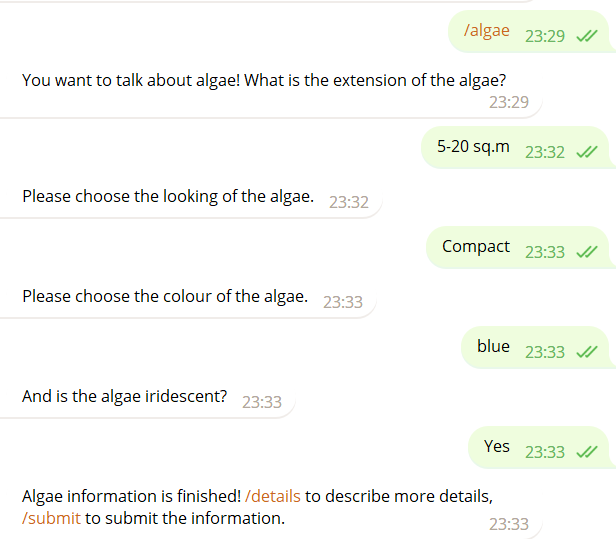 /algae 23:29
You want to talk about algae! What is the extension of the algae?
23:29
5-20 sq.m 23:32
Please choose the looking of the algae. 23:32
Compact 23:33
Please choose the colour of the algae. 23:33
blue 23:33
And is the algae iridescent? 23:33
Yes 23:33
Algae information is finished! /details to describe more details,
/submit to submit the information. 23:33